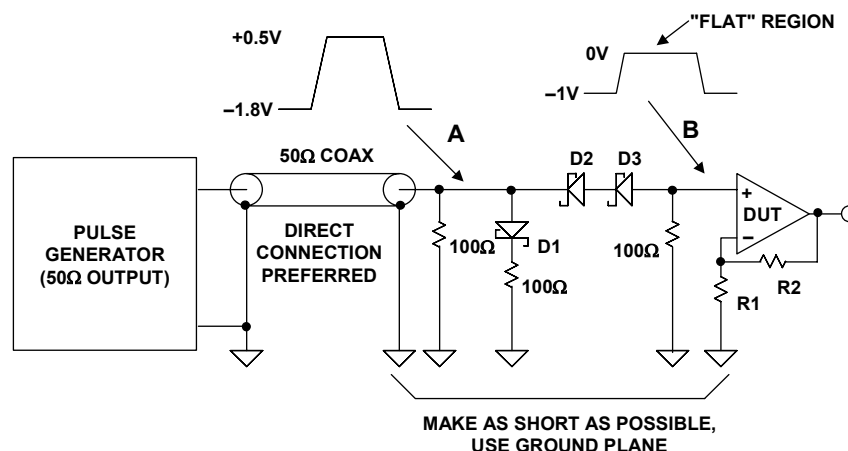 "FLAT" REGION
+0.5V
0V
–1.8V
–1V
A
B
50Ω COAX
D2
D3
PULSE
GENERATOR
(50Ω OUTPUT)
DIRECT
CONNECTION
PREFERRED
100Ω
D1
100Ω
100Ω
+
DUT
–
R2
R1
MAKE AS SHORT AS POSSIBLE,
USE GROUND PLANE